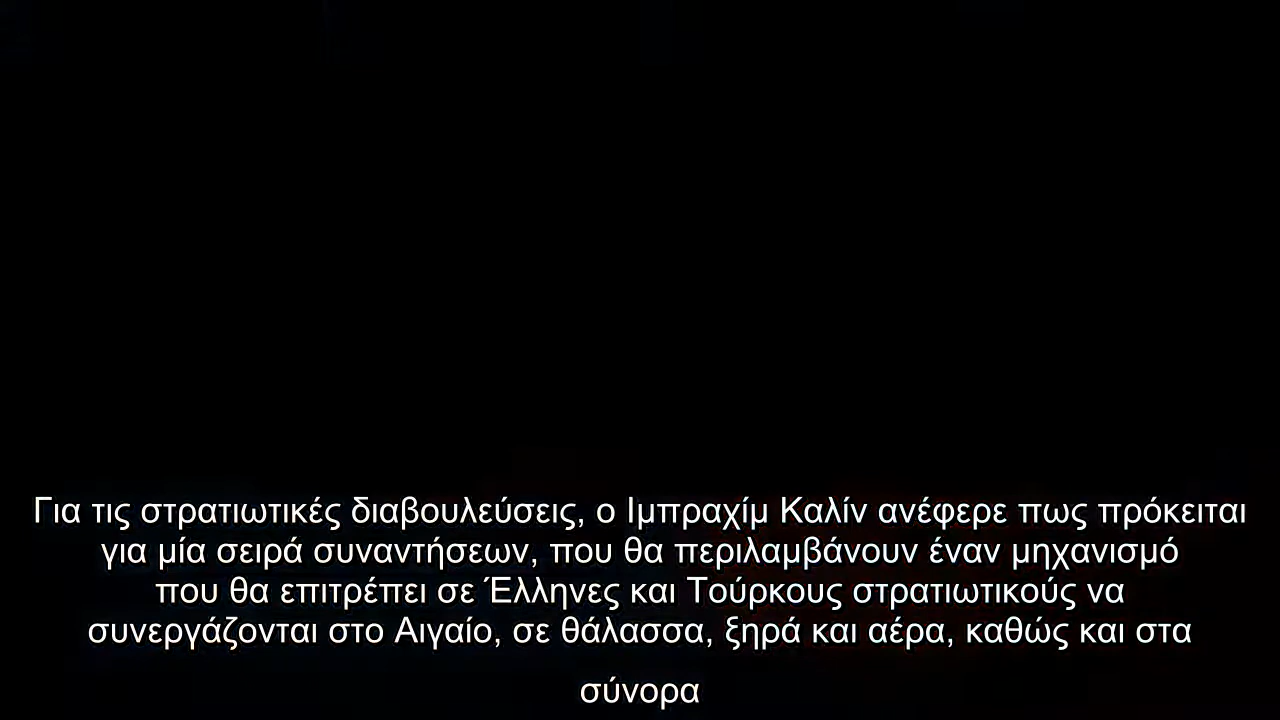 Για τις στρατιωτικές διαβουλεύσεις, ο Ιμπραχίμ Καλίν ανέφερε πως πρόκειται
για μία σειρά συναντήσεων, που θα περιλαμβάνουν έναν μηχανισμό
που θα επιτρέπει σε Έλληνες και Τούρκους στρατιωτικούς να
συνεργάζονται στο Αιγαίο, σε θάλασσα, ξηρά και αέρα, καθώς και στα
σύνορα